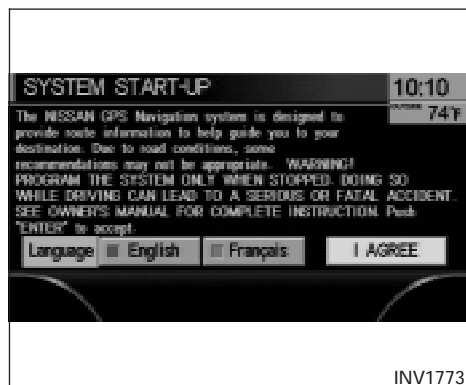 SYSTEM START-UP
10:10
OUTSIDE 74°F
The NISSAN GPS Navigation system is designed to
provide route information to help guide you to your
destination. Due to road conditions, some
recommendations may not be appropriate. WARNING!
PROGRAM THE SYSTEM ONLY WHEN STOPPED. DOING SO
WHILE DRIVING CAN LEAD TO A SERIOUS OR FATAL ACCIDENT.
SEE OWNER'S MANUAL FOR COMPLETE INSTRUCTION. Push
"ENTER" to accept.
Language English Français I AGREE
INV1773